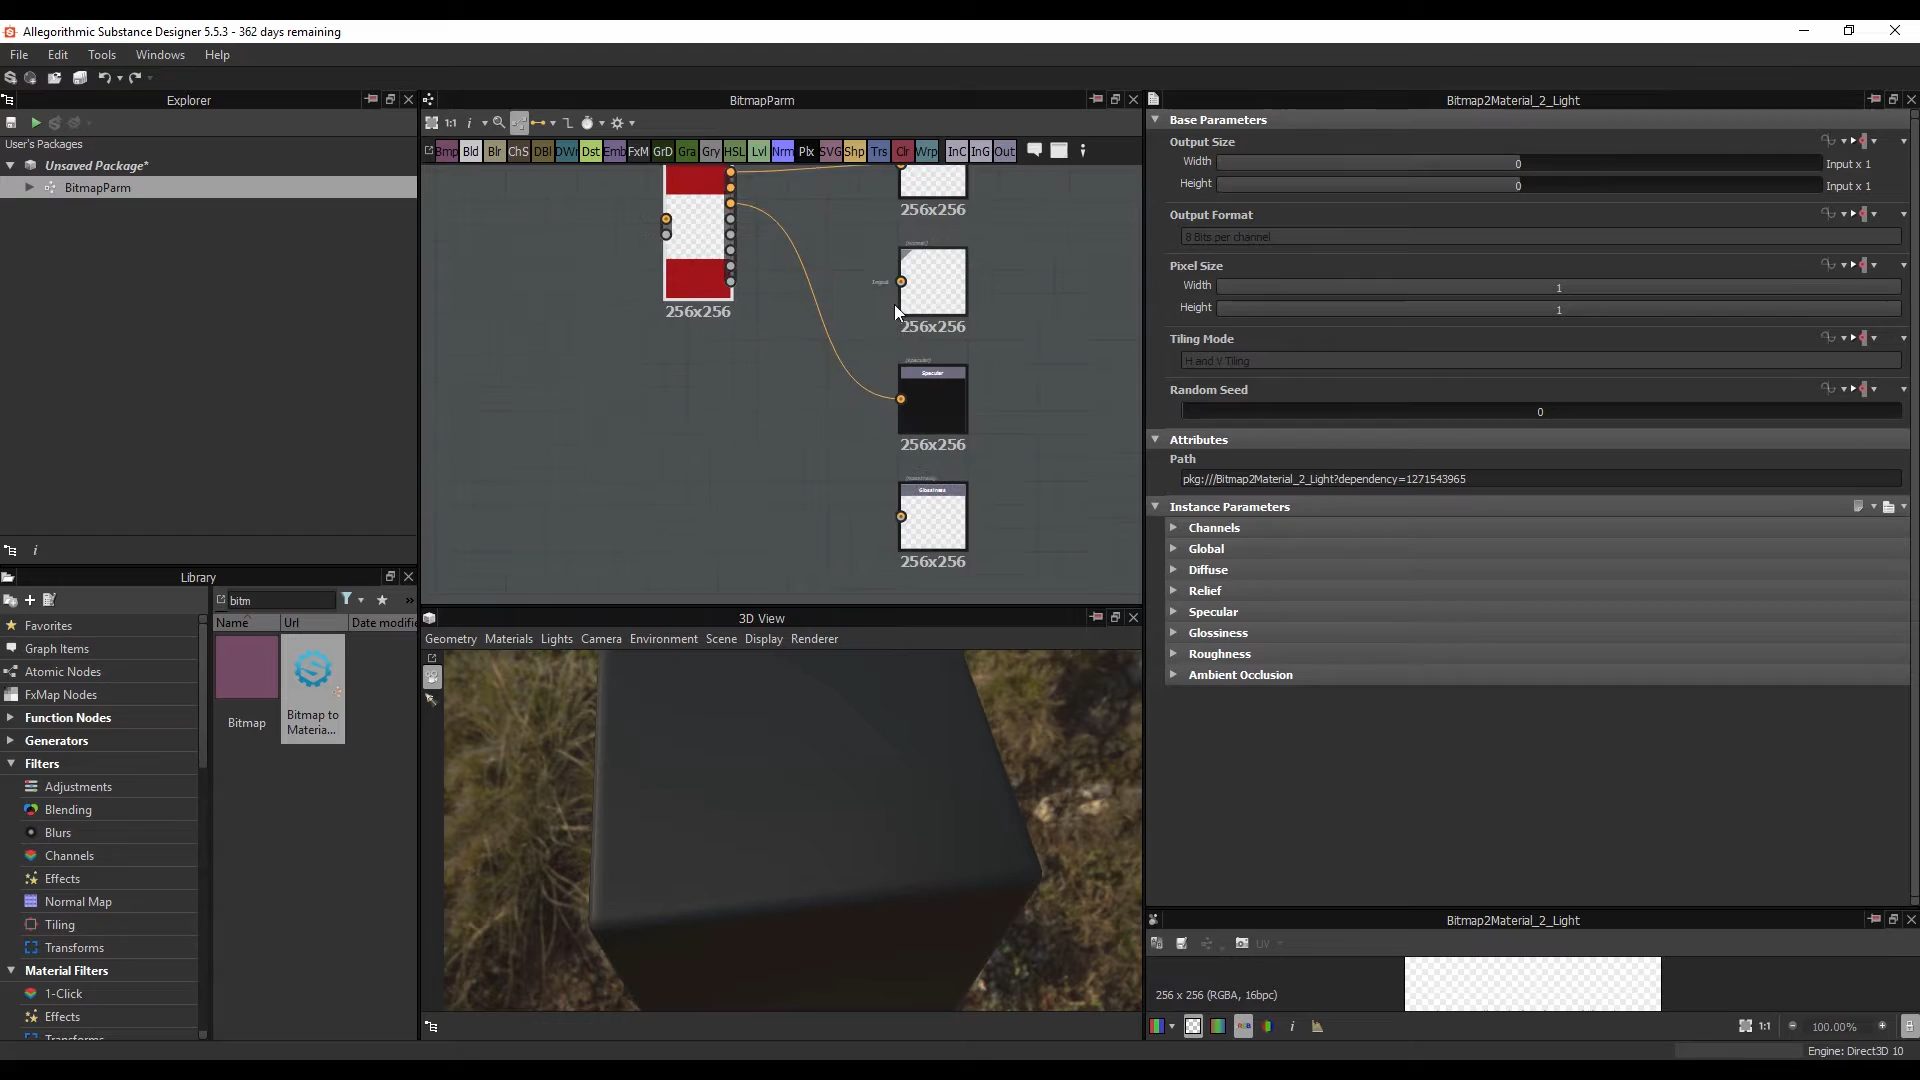 Allegorithmic Substance Designer 5.5.3 - 362 days remaining
File Edit Tools Windows Help
Explorer
User's Packages
Unsaved Package*
BitmapParm
BitmapParm
1:1
Bmp Bld Blr ChS DBl DWr Dst Emb FxM GrD Gra Gry HSL Lvl Nrm Plx SVG Shp Trs Clr Wrp InC InG Out
256x256
256x256
(Normal)
Input
256x256
(Specular)
Specular
256x256
Glossiness
256x256
Library
bitm
Name Url Date modifie
Favorites
Graph Items
Atomic Nodes
FxMap Nodes
Function Nodes
Generators
Filters
Adjustments
Blending
Blurs
Channels
Effects
Normal Map
Tiling
Transforms
Material Filters
1-Click
Effects
Transforms
Bitmap
Bitmap to
Materia...
3D View
Geometry Materials Lights Camera Environment Scene Display Renderer
Bitmap2Material_2_Light
Base Parameters
Output Size
Width 0 Input x 1
Height 0 Input x 1
Output Format
8 Bits per channel
Pixel Size
Width 1
Height 1
Tiling Mode
H and V Tiling
Random Seed
0
Attributes
Path
pkg:///Bitmap2Material_2_Light?dependency=1271543965
Instance Parameters
Channels
Global
Diffuse
Relief
Specular
Glossiness
Roughness
Ambient Occlusion
Bitmap2Material_2_Light
UV
256 x 256 (RGBA, 16bpc)
RGB
1:1
100.00%
Engine: Direct3D 10